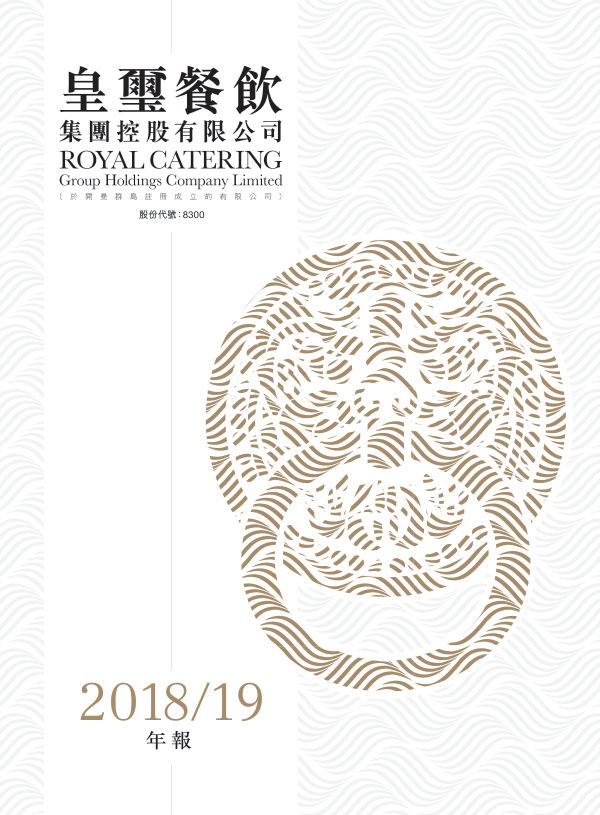 皇璽餐飲
集團控股有限公司
ROYAL CATERING
Group Holdings Company Limited
(於開曼群島註冊成立的有限公司)
股份代號：8300
2018/19
年報